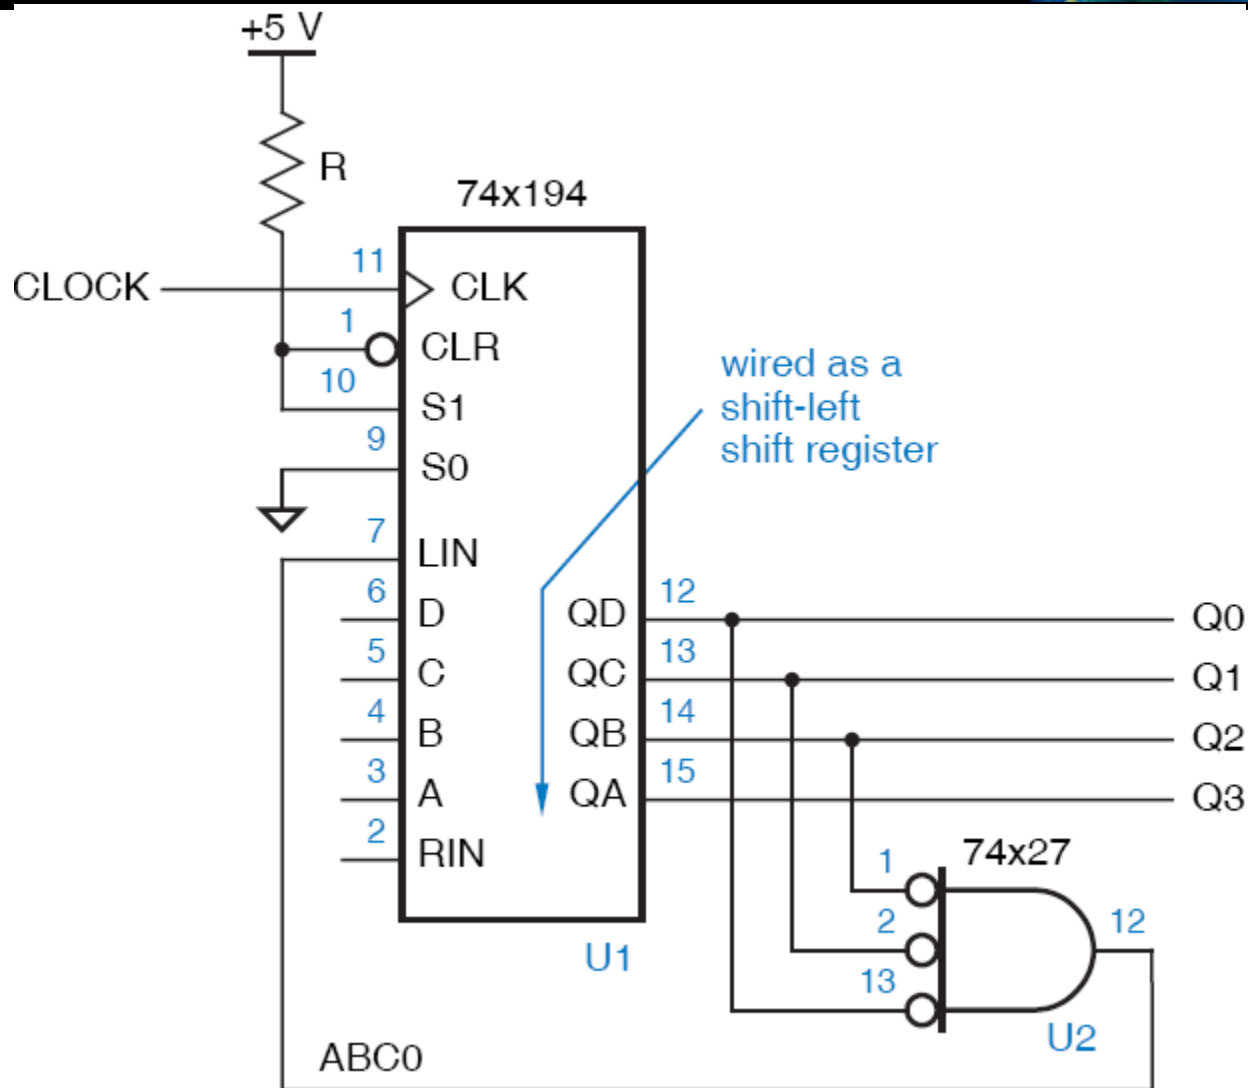 +5 V
R
74x194
CLOCK
11
CLK
1
CLR
10
S1
9
S0
7
LIN
6
D
5
C
4
B
3
A
2
RIN
wired as a
shift-left
shift register
QD
12
Q0
QC
13
Q1
QB
14
Q2
QA
15
Q3
U1
74x27
1
2
13
12
U2
ABC0